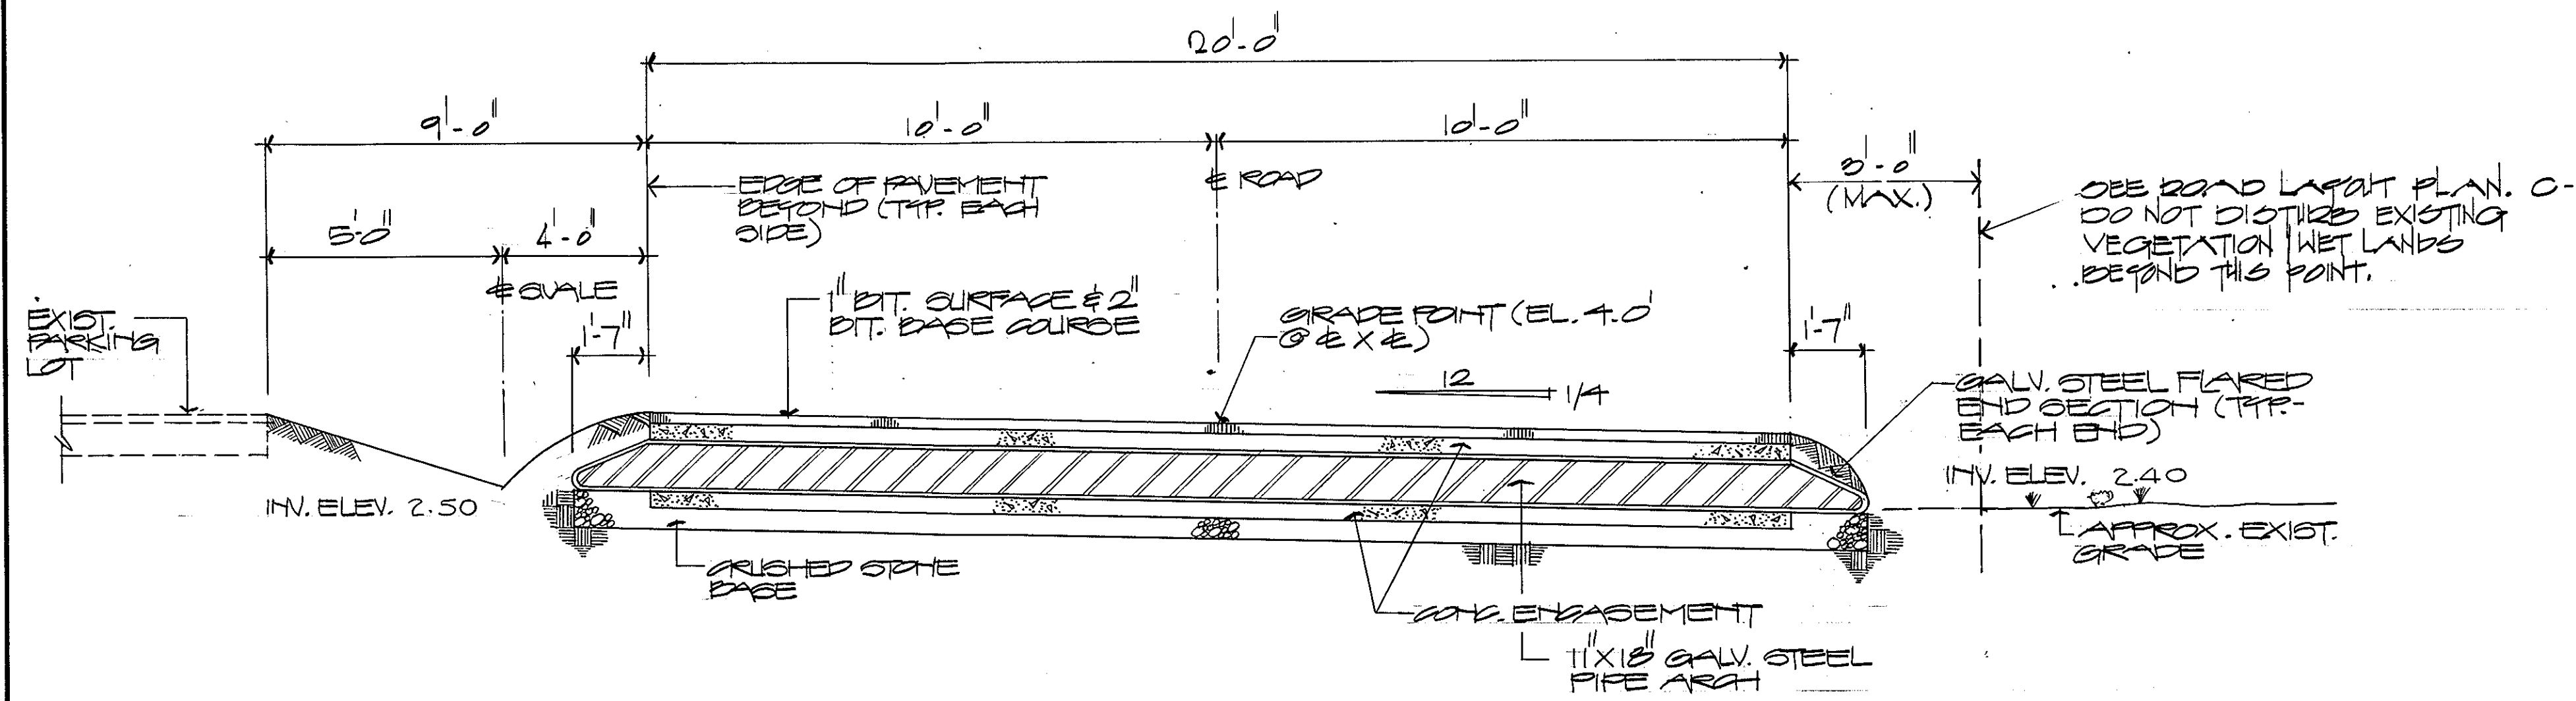 20'-0"
9'-0"
10'-0"
10'-0"
3'-0"
(MAX.)
EDGE OF PAVEMENT
BEYOND (TYP. EACH
SIDE)
℄ ROAD
SEE ROAD LAYOUT PLAN. C-
DO NOT DISTURB EXISTING
VEGETATION / WET LANDS
BEYOND THIS POINT.
5'-0"
4'-0"
℄ SWALE
1'-7"
1" BIT. SURFACE & 2"
BIT. BASE COURSE
GRADE POINT (EL. 4.0'
@ ℄ X ℄)
1'-7"
EXIST.
PARKING
LOT
12
1/4
GALV. STEEL FLARED
END SECTION (TYP.-
EACH END)
INV. ELEV. 2.50
INV. ELEV. 2.40
APPROX. EXIST.
GRADE
CRUSHED STONE
BASE
CONC. ENCASEMENT
11"X18" GALV. STEEL
PIPE ARCH